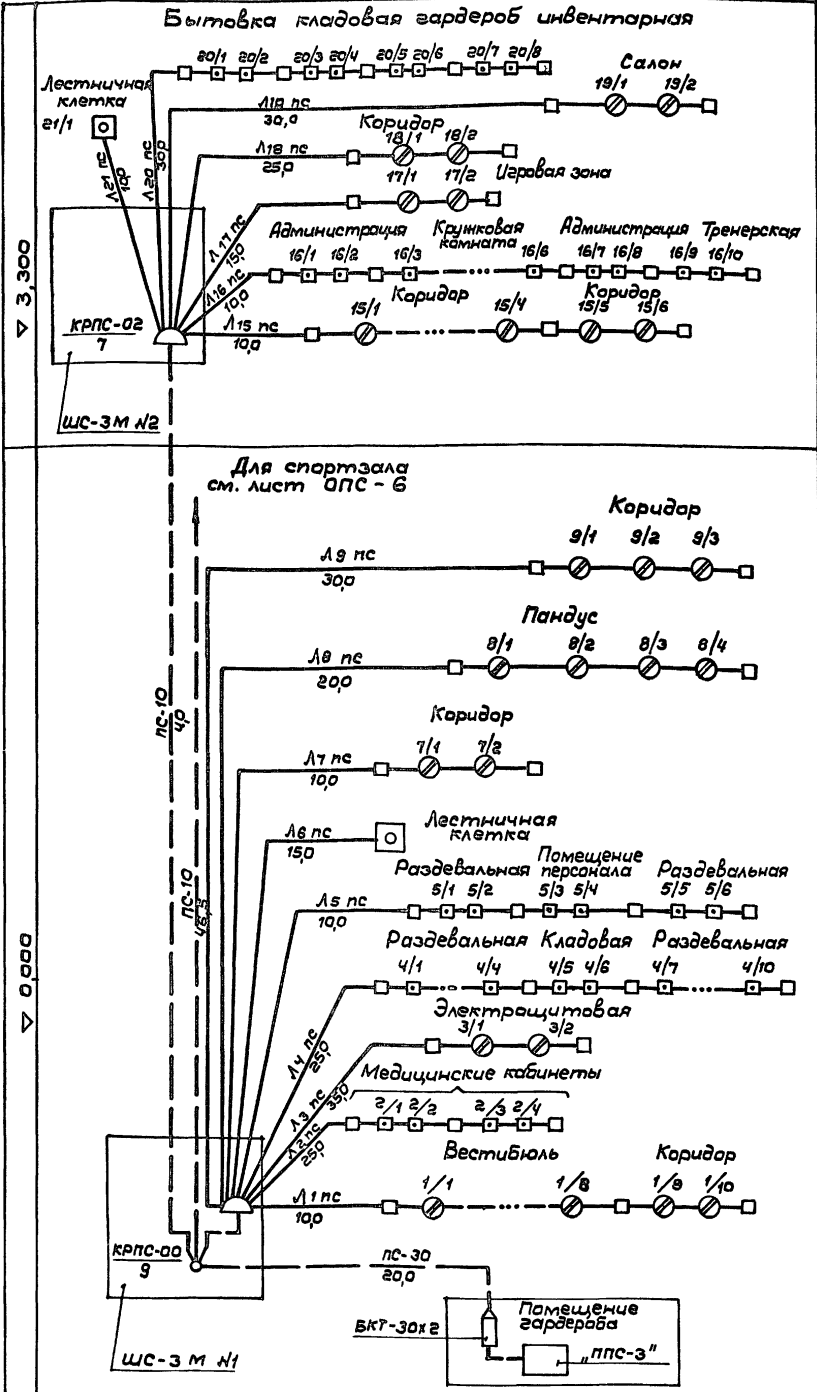 Бытовка кладовая гардероб инвентарная
20/1 20/2 20/3 20/4 20/5 20/6 20/7 20/8
Лестничная
клетка
21/1
Салон
19/1 19/2
Л19 пс
30,0
Коридор
18/1 18/2
Л18 пс
25,0
Л20 пс
30,0
Л21 пс
10,0
17/1 17/2 Игровая зона
Л17 пс
15,0
Администрация Кружковая комната Администрация Тренерская
16/1 16/2 16/3 16/6 16/7 16/8 16/9 16/10
Л16 пс
10,0
Коридор Коридор
15/1 15/4 15/5 15/6
Л15 пс
10,0
▽ 3,300
КРПС-02
7
ШС-3М №2
Для спортзала
см. лист ОПС-6
Коридор
9/1 9/2 9/3
Л9 пс
30,0
Пандус
8/1 8/2 8/3 8/4
Л8 пс
20,0
ПС-10
4,0
Коридор
7/1 7/2
Л7 пс
10,0
Лестничная
клетка
Л6 пс
15,0
ПС-10
Раздевальная Помещение персонала Раздевальная
5/1 5/2 5/3 5/4 5/5 5/6
Л5 пс
10,0
Раздевальная Кладовая Раздевальная
4/1 4/4 4/5 4/6 4/7 4/10
Л4 пс
25,0
▽ 0,000
Электрощитовая
3/1 3/2
Л3 пс
35,0
Медицинские кабинеты
2/1 2/2 2/3 2/4
Л2 пс
25,0
Вестибюль Коридор
1/1 1/8 1/9 1/10
Л1 пс
10,0
КРПС-00
9
ПС-30
20,0
ШС-3М №1
БКТ-30х2
Помещение
гардероба
„ППС-3"